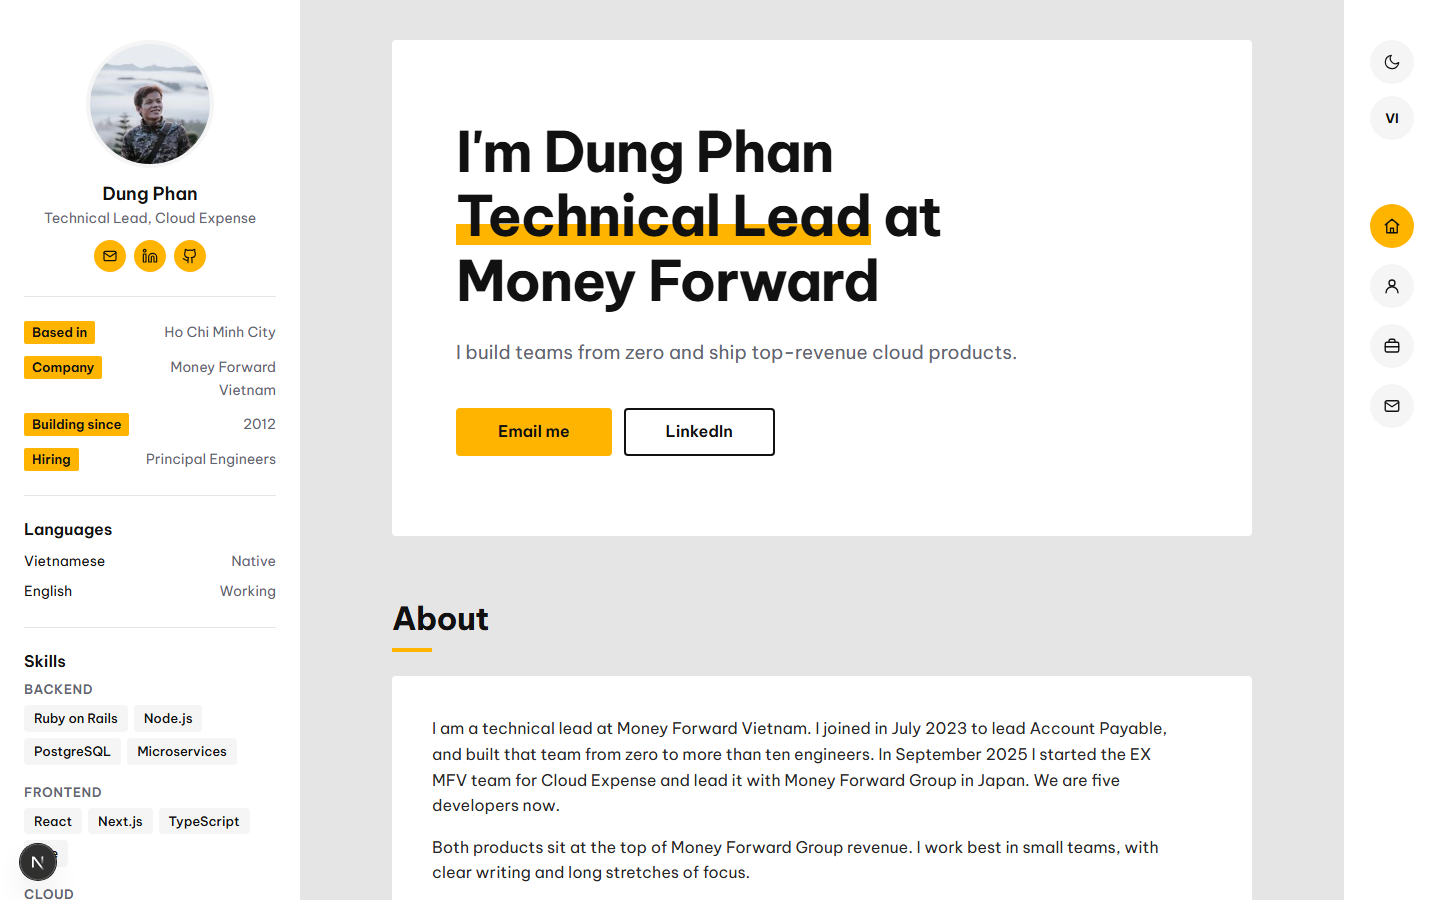 Dung Phan
Technical Lead, Cloud Expense
Based in Ho Chi Minh City
Company Money Forward
Vietnam
Building since 2012
Hiring Principal Engineers
Languages
Vietnamese Native
English Working
Skills
BACKEND
Ruby on Rails Node.js
PostgreSQL Microservices
FRONTEND
React Next.js TypeScript
N
CLOUD
I'm Dung Phan
Technical Lead at
Money Forward
I build teams from zero and ship top-revenue cloud products.
Email me LinkedIn
About
I am a technical lead at Money Forward Vietnam. I joined in July 2023 to lead Account Payable,
and built that team from zero to more than ten engineers. In September 2025 I started the EX
MFV team for Cloud Expense and lead it with Money Forward Group in Japan. We are five
developers now.
Both products sit at the top of Money Forward Group revenue. I work best in small teams, with
clear writing and long stretches of focus.
VI